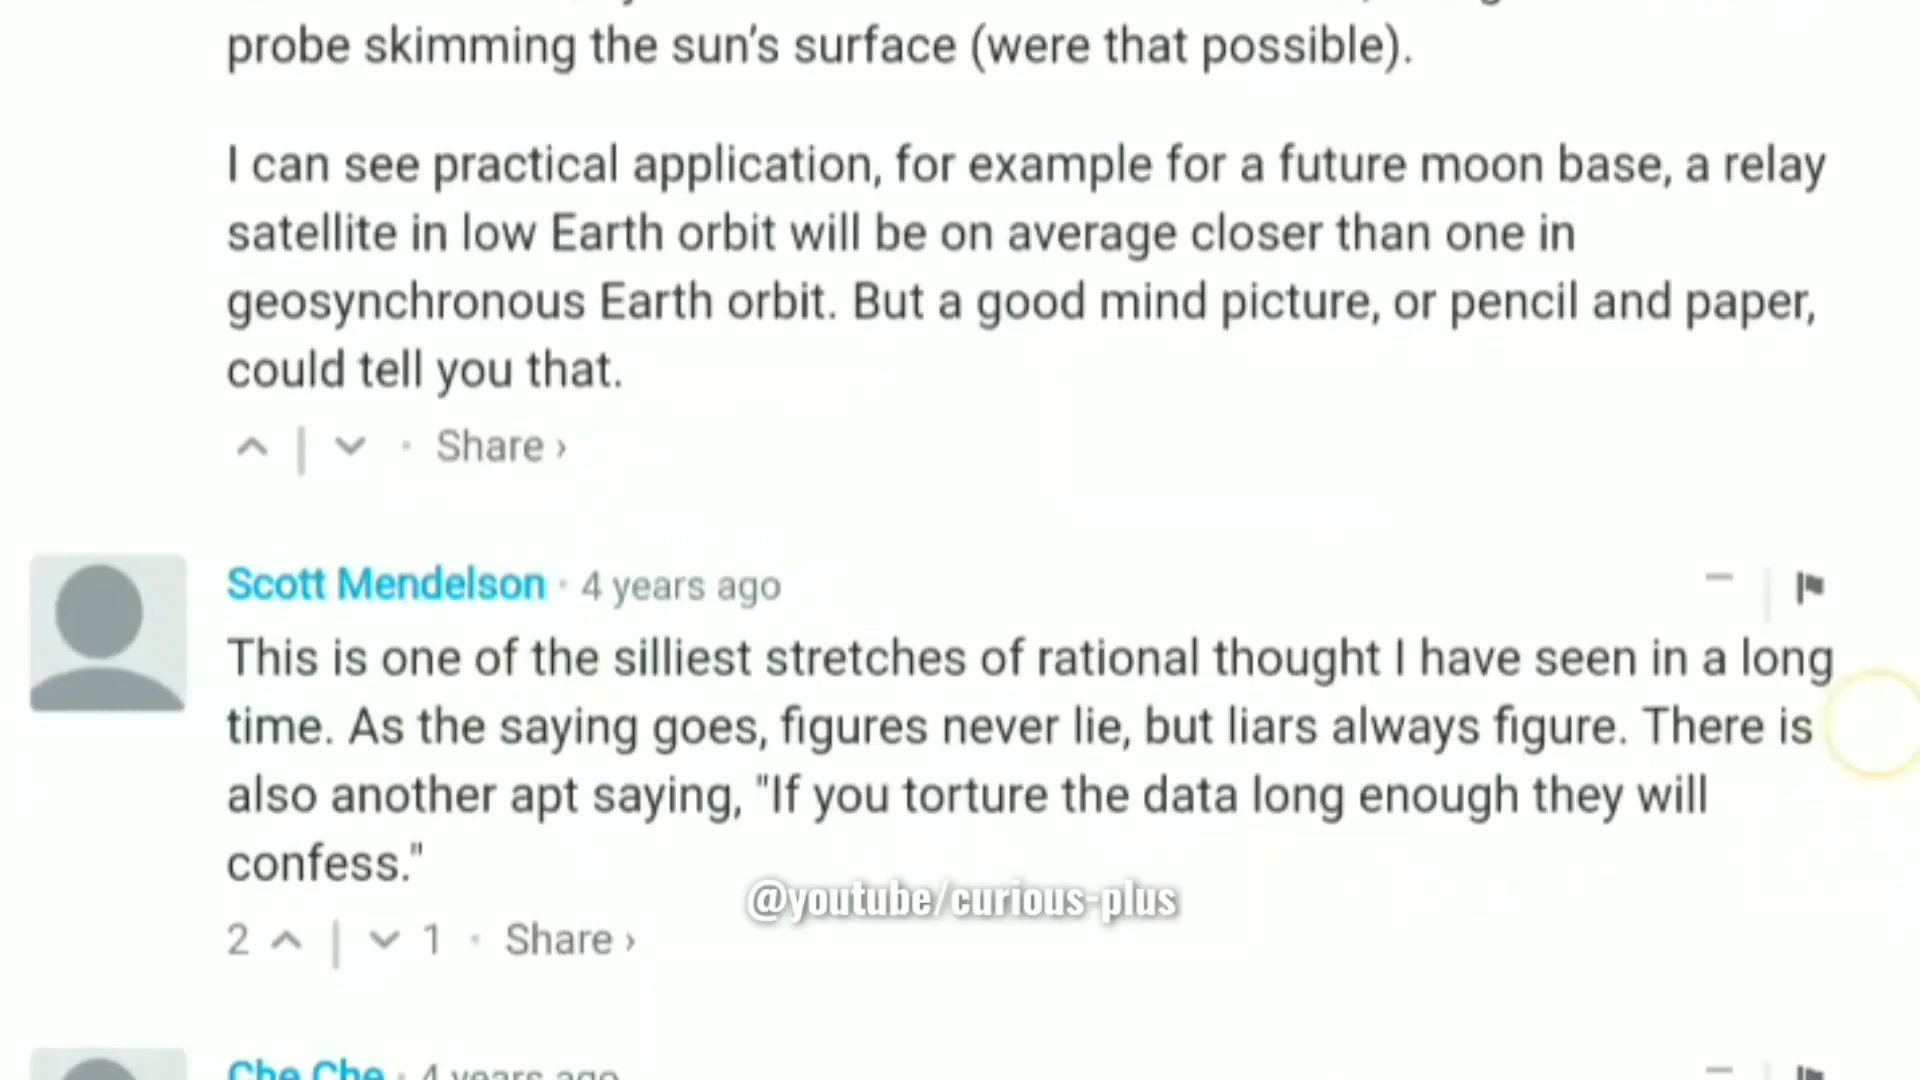 probe skimming the sun's surface (were that possible).
I can see practical application, for example for a future moon base, a relay
satellite in low Earth orbit will be on average closer than one in
geosynchronous Earth orbit. But a good mind picture, or pencil and paper,
could tell you that.
Share ›
Scott Mendelson · 4 years ago
This is one of the silliest stretches of rational thought I have seen in a long
time. As the saying goes, figures never lie, but liars always figure. There is
also another apt saying, "If you torture the data long enough they will
confess."
@youtube/curious-plus
2 | 1 · Share ›
Che Che · 4 years ago